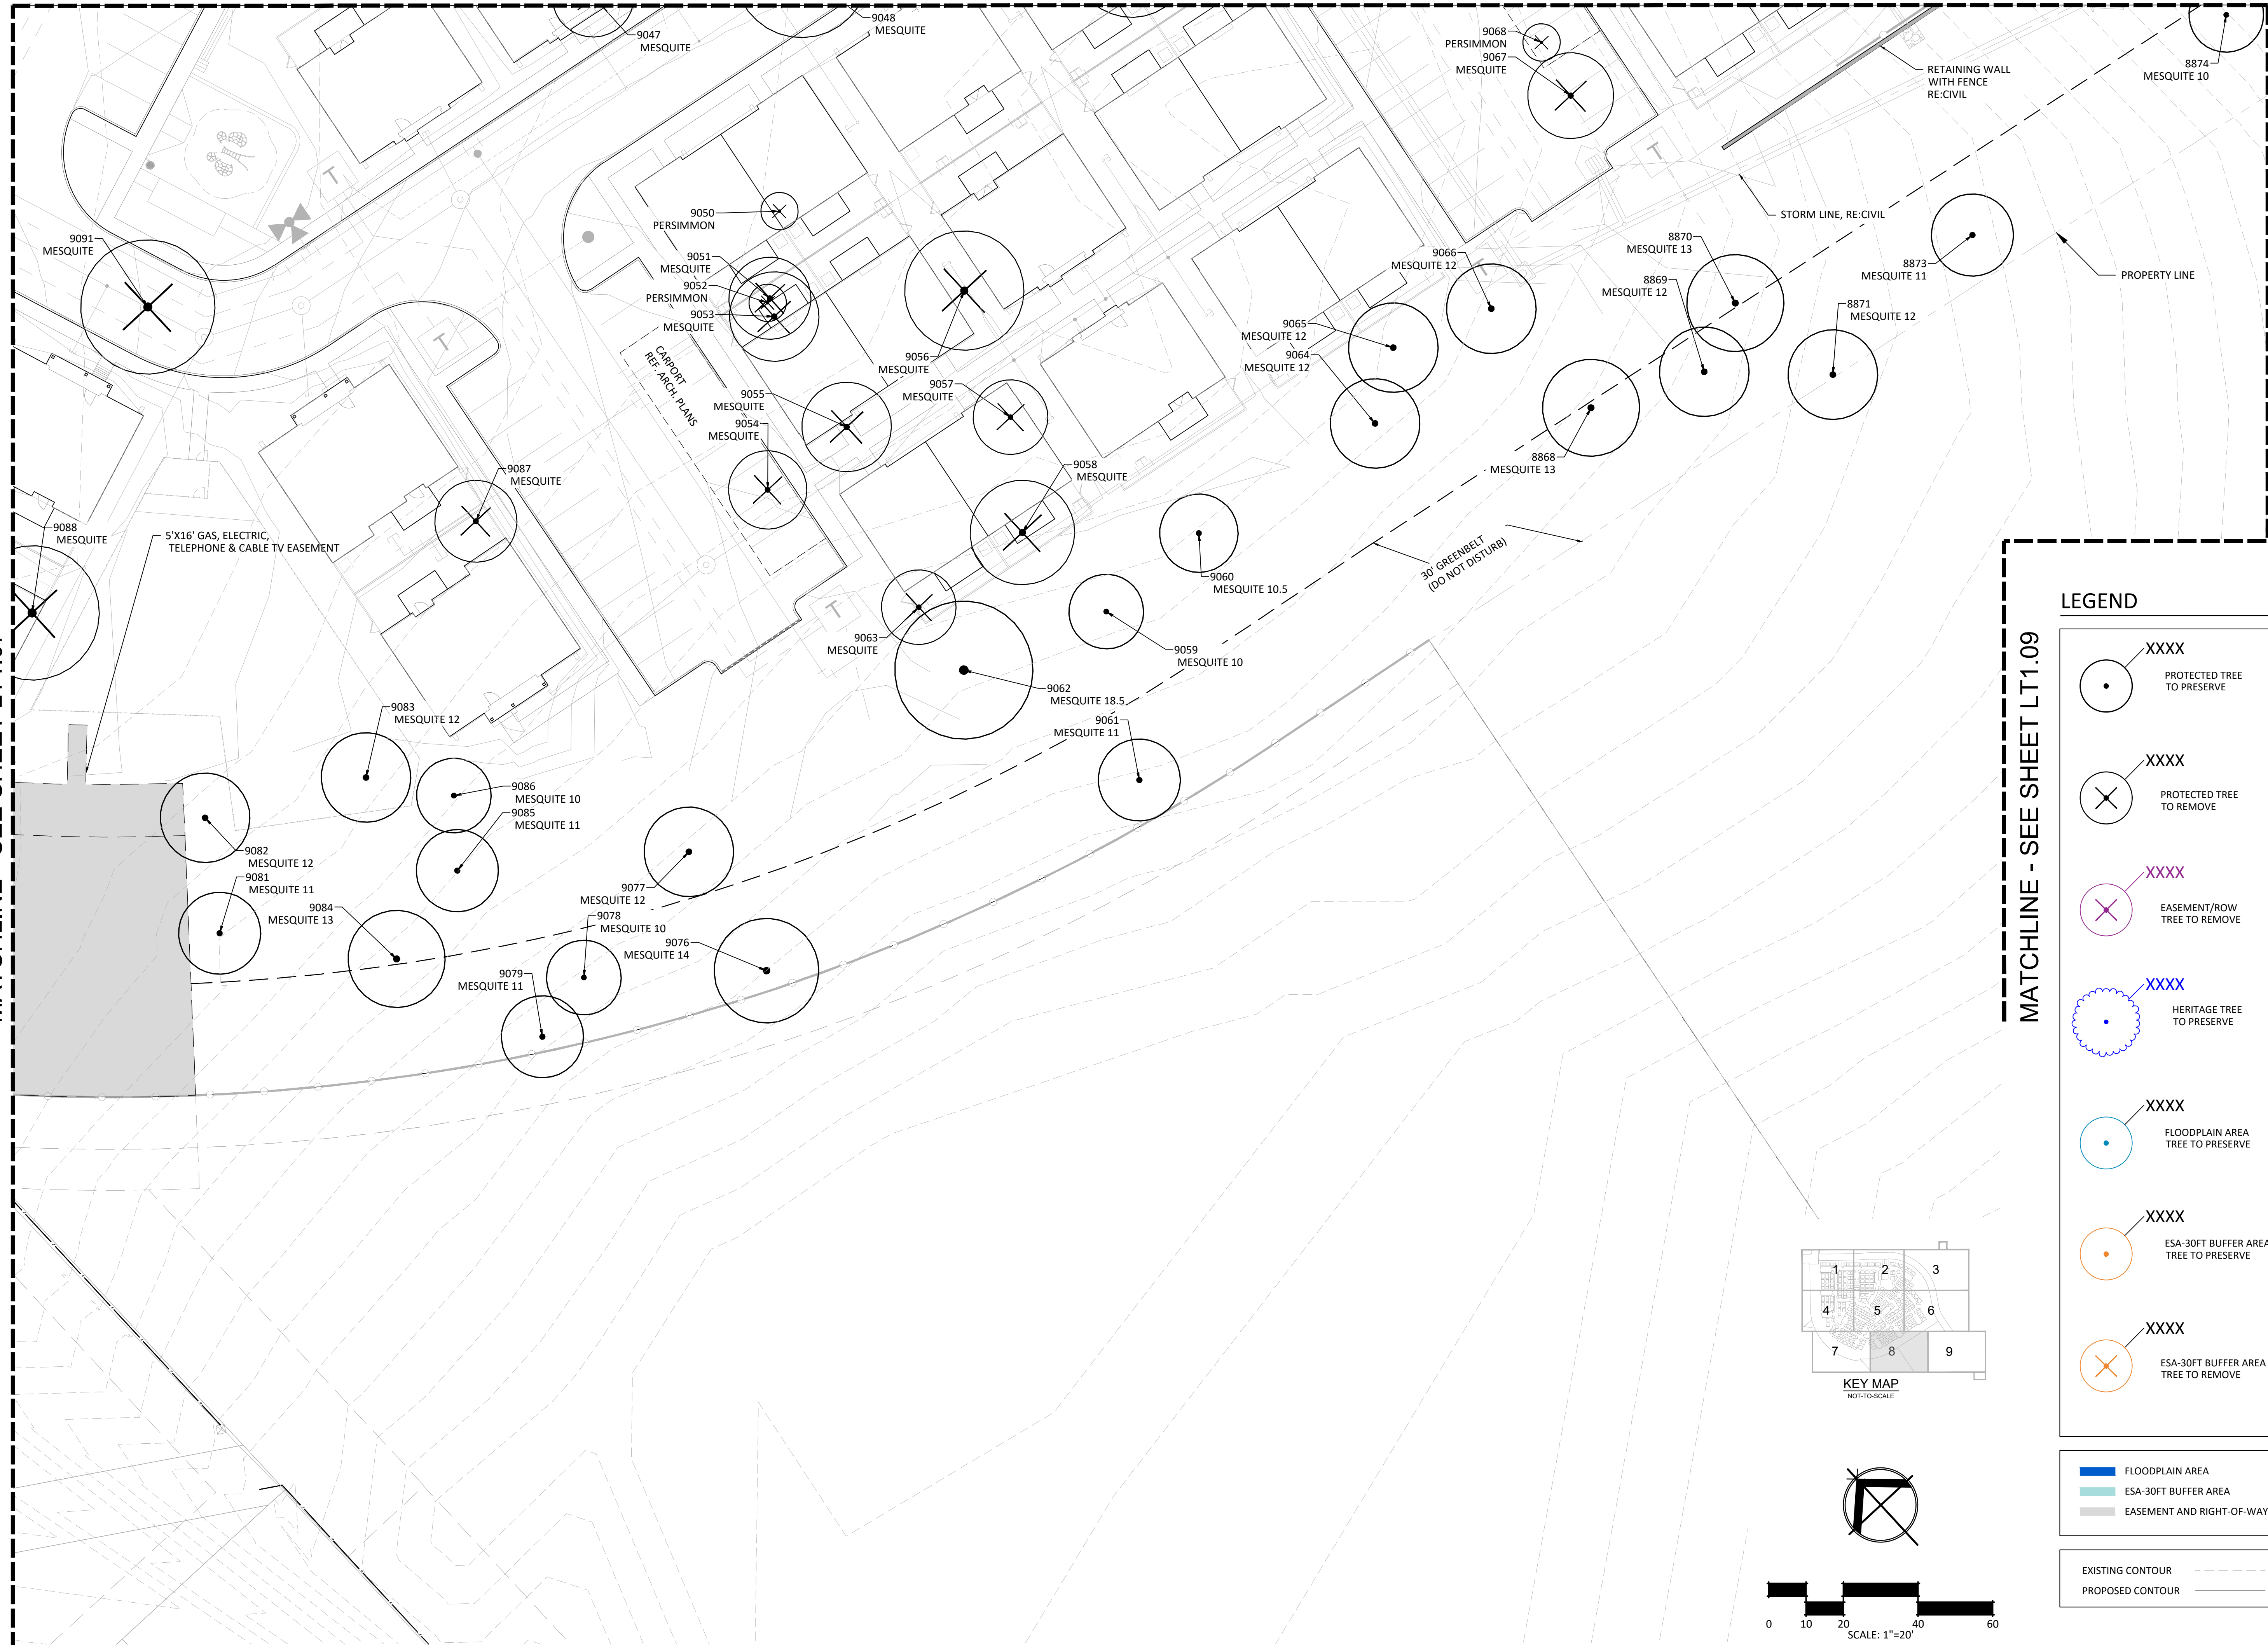 9047
MESQUITE
9048
MESQUITE
9068
PERSIMMON
9067
MESQUITE
RETAINING WALL
WITH FENCE
RE:CIVIL
8874
MESQUITE 10
9091
MESQUITE
9050
PERSIMMON
9051
MESQUITE
9052
PERSIMMON
9053
MESQUITE
STORM LINE, RE:CIVIL
8870
MESQUITE 13
9066
MESQUITE 12
8873
MESQUITE 11
PROPERTY LINE
8869
MESQUITE 12
8871
MESQUITE 12
9065
MESQUITE 12
9064
MESQUITE 12
CARPORT
REF. ARCH. PLANS
9056
MESQUITE
9057
MESQUITE
9055
MESQUITE
9054
MESQUITE
9058
MESQUITE
8868
MESQUITE 13
9087
MESQUITE
9088
MESQUITE
5'X16' GAS, ELECTRIC,
TELEPHONE & CABLE TV EASEMENT
30' GREENBELT
(DO NOT DISTURB)
9060
MESQUITE 10.5
9063
MESQUITE
9059
MESQUITE 10
9062
MESQUITE 18.5
9061
MESQUITE 11
9083
MESQUITE 12
9086
MESQUITE 10
9085
MESQUITE 11
9082
MESQUITE 12
9081
MESQUITE 11
9084
MESQUITE 13
9077
MESQUITE 12
9078
MESQUITE 10
9076
MESQUITE 14
9079
MESQUITE 11
T
T
T
T
T
MATCHLINE - SEE SHEET LT1.09
LEGEND
XXXX
PROTECTED TREE
TO PRESERVE
XXXX
PROTECTED TREE
TO REMOVE
XXXX
EASEMENT/ROW
TREE TO REMOVE
XXXX
HERITAGE TREE
TO PRESERVE
XXXX
FLOODPLAIN AREA
TREE TO PRESERVE
XXXX
ESA-30FT BUFFER AREA
TREE TO PRESERVE
XXXX
ESA-30FT BUFFER AREA
TREE TO REMOVE
FLOODPLAIN AREA
ESA-30FT BUFFER AREA
EASEMENT AND RIGHT-OF-WAY
EXISTING CONTOUR
PROPOSED CONTOUR
1 2 3
4 5 6
7 8 9
KEY MAP
NOT-TO-SCALE
0 10 20 40 60
SCALE: 1"=20'